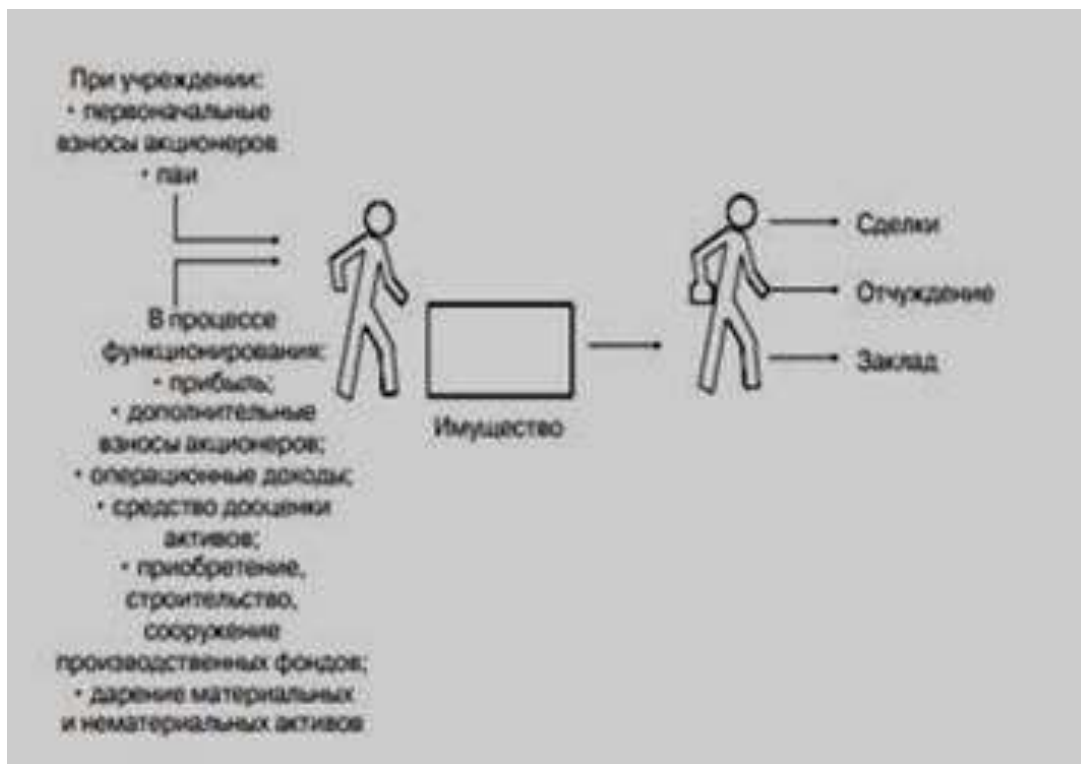 При учреждении:
• первоначальные
взносы акционеров
• паи
В процессе
функционирования:
• прибыль;
• дополнительные
взносы акционеров;
• операционные доходы;
• средство дооценки
активов;
• приобретение,
строительство,
сооружение
производственных фондов;
• дарение материальных
и нематериальных активов
Имущество
Сделки
Отчуждение
Заклад